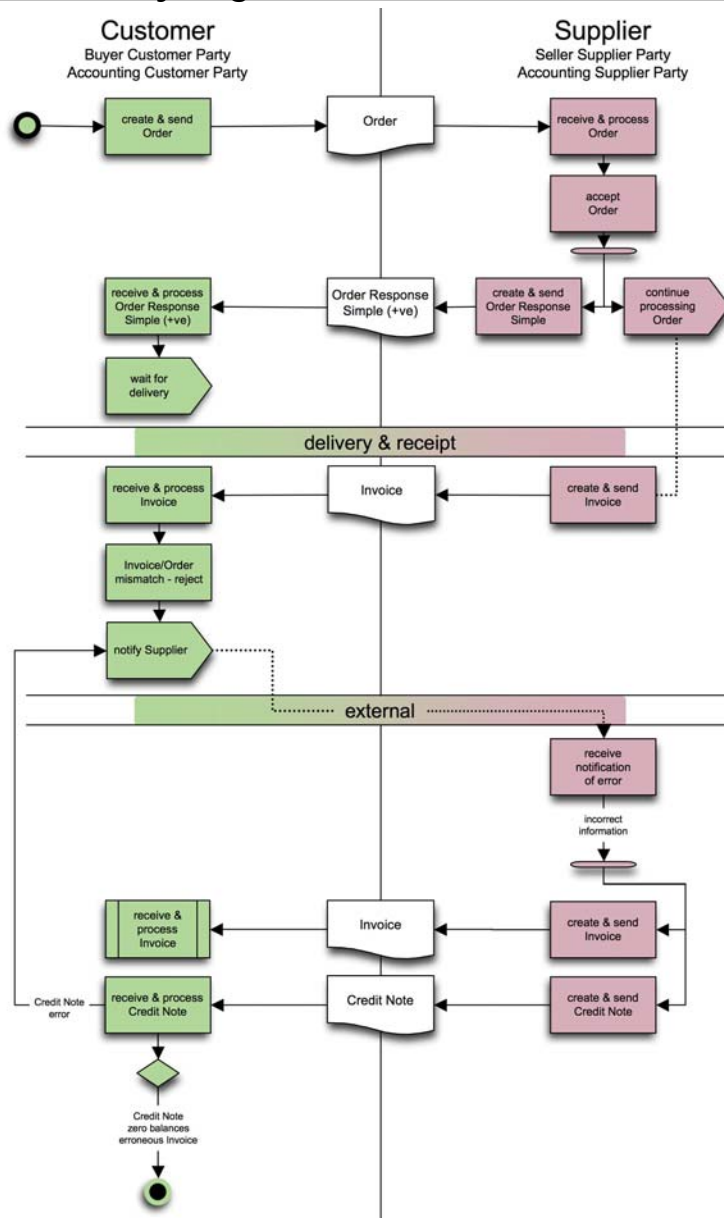 Customer
Buyer Customer Party
Accounting Customer Party
Supplier
Seller Supplier Party
Accounting Supplier Party
create & send
Order
Order
receive & process
Order
accept
Order
receive & process
Order Response
Simple (+ve)
Order Response
Simple (+ve)
create & send
Order Response
Simple
continue
processing
Order
wait for
delivery
delivery & receipt
receive & process
Invoice
Invoice
create & send
Invoice
Invoice/Order
mismatch - reject
notify Supplier
external
receive
notification
of error
incorrect
information
receive &
process
Invoice
Invoice
create & send
Invoice
Credit Note
error
receive & process
Credit Note
Credit Note
create & send
Credit Note
Credit Note
zero balances
erroneous Invoice